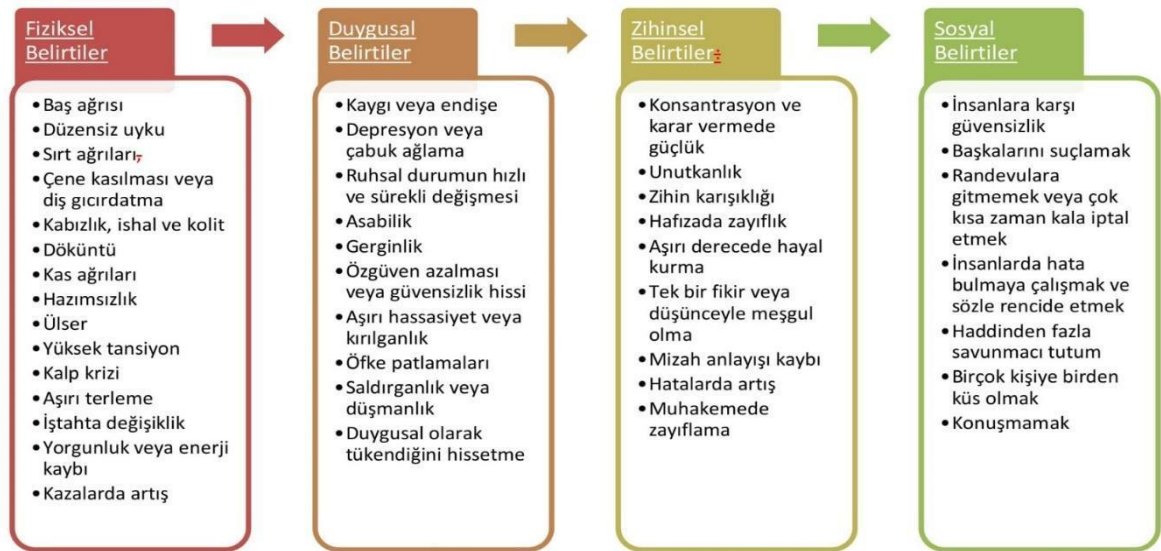 Fiziksel
Belirtiler
• Baş ağrısı
• Düzensiz uyku
• Sırt ağrıları,
• Çene kasılması veya
diş gıcırdatma
• Kabızlık, ishal ve kolit
• Döküntü
• Kas ağrıları
• Hazımsızlık
• Ülser
• Yüksek tansiyon
• Kalp krizi
• Aşırı terleme
• İştahta değişiklik
• Yorgunluk veya enerji
kaybı
• Kazalarda artış
Duygusal
Belirtiler
• Kaygı veya endişe
• Depresyon veya
çabuk ağlama
• Ruhsal durumun hızlı
ve sürekli değişmesi
• Asabilik
• Gerginlik
• Özgüven azalması
veya güvensizlik hissi
• Aşırı hassasiyet veya
kırılganlık
• Öfke patlamaları
• Saldırganlık veya
düşmanlık
• Duygusal olarak
tükendiğini hissetme
Zihinsel
Belirtiler:
• Konsantrasyon ve
karar vermede
güçlük
• Unutkanlık
• Zihin karışıklığı
• Hafızada zayıflık
• Aşırı derecede hayal
kurma
• Tek bir fikir veya
düşünceyle meşgul
olma
• Mizah anlayışı kaybı
• Hatalarda artış
• Muhakemede
zayıflama
Sosyal
Belirtiler
• İnsanlara karşı
güvensizlik
• Başkalarını suçlamak
• Randevulara
gitmemek veya çok
kısa zaman kala iptal
etmek
• İnsanlarda hata
bulmaya çalışmak ve
sözle rencide etmek
• Haddinden fazla
savunmacı tutum
• Birçok kişiye birden
küs olmak
• Konuşmamak